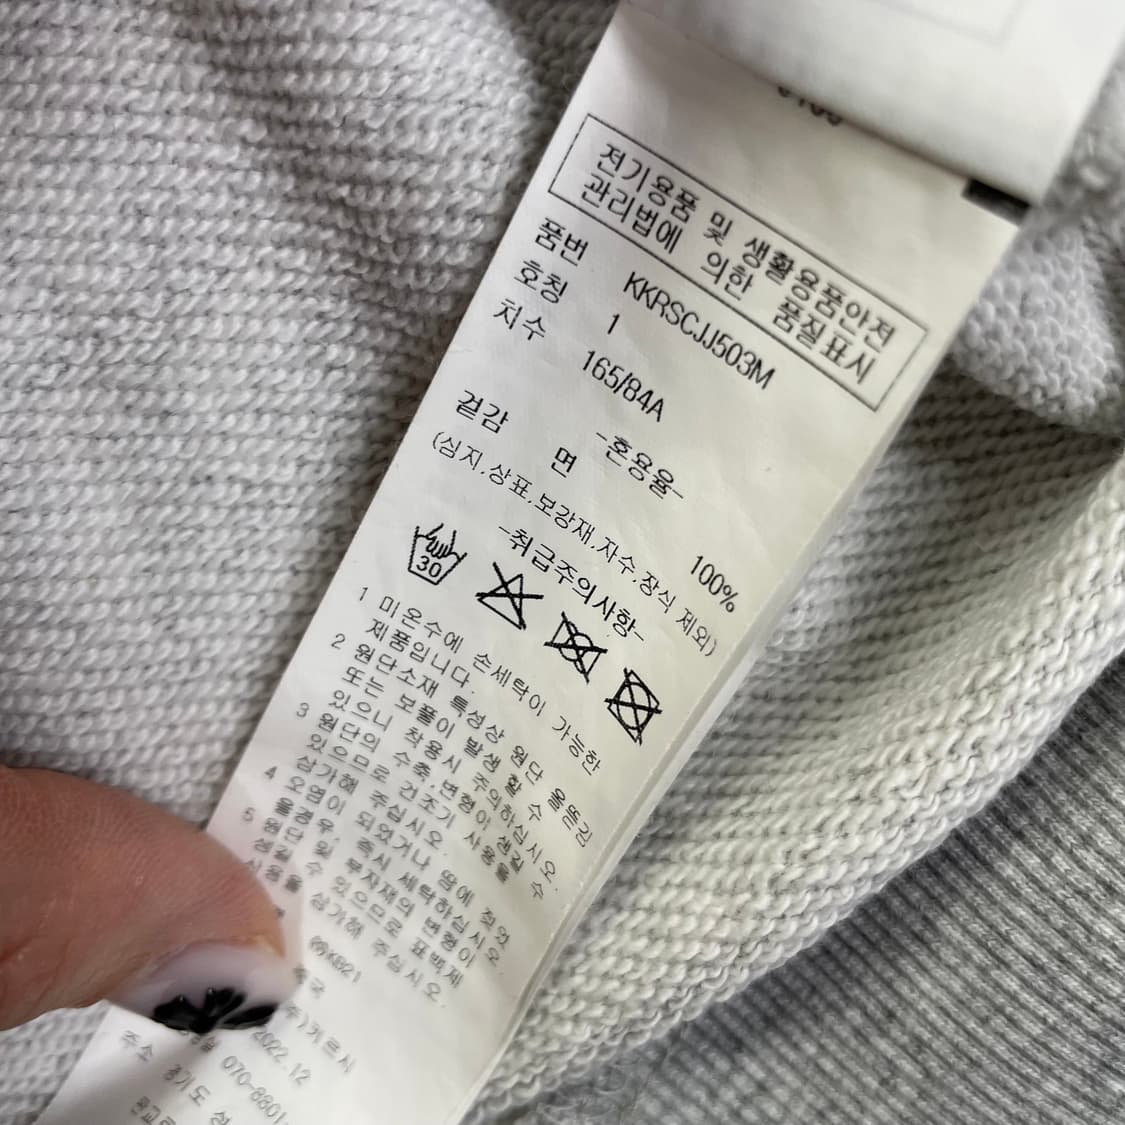 전기용품 및 생활용품안전
관리법에 의한 품질표시
품번 KKRSCJJ503M
호칭 1
치수 165/84A
-혼용율-
겉감 면 100%
(심지,상표,보강재,자수,장식 제외)
-취급주의사항-
30
1 미온수에 손세탁이 가능한
제품입니다.
2 원단소재 특성상 원단 올뜯김
또는 보풀이 발생 할 수
있으니 착용시 주의하십시오.
3 원단의 수축,변형이 생길 수
있으므로 건조기 사용을
삼가해 주십시오.
4 오염이 되었거나 땀에 젖었
을경우 즉시 세탁하십시오.
5 원단 및 부자재의 변형이
생길 수 있으므로 표백제
사용을 삼가해 주십시오.
2022.12
070-8801
주소 경기도 성